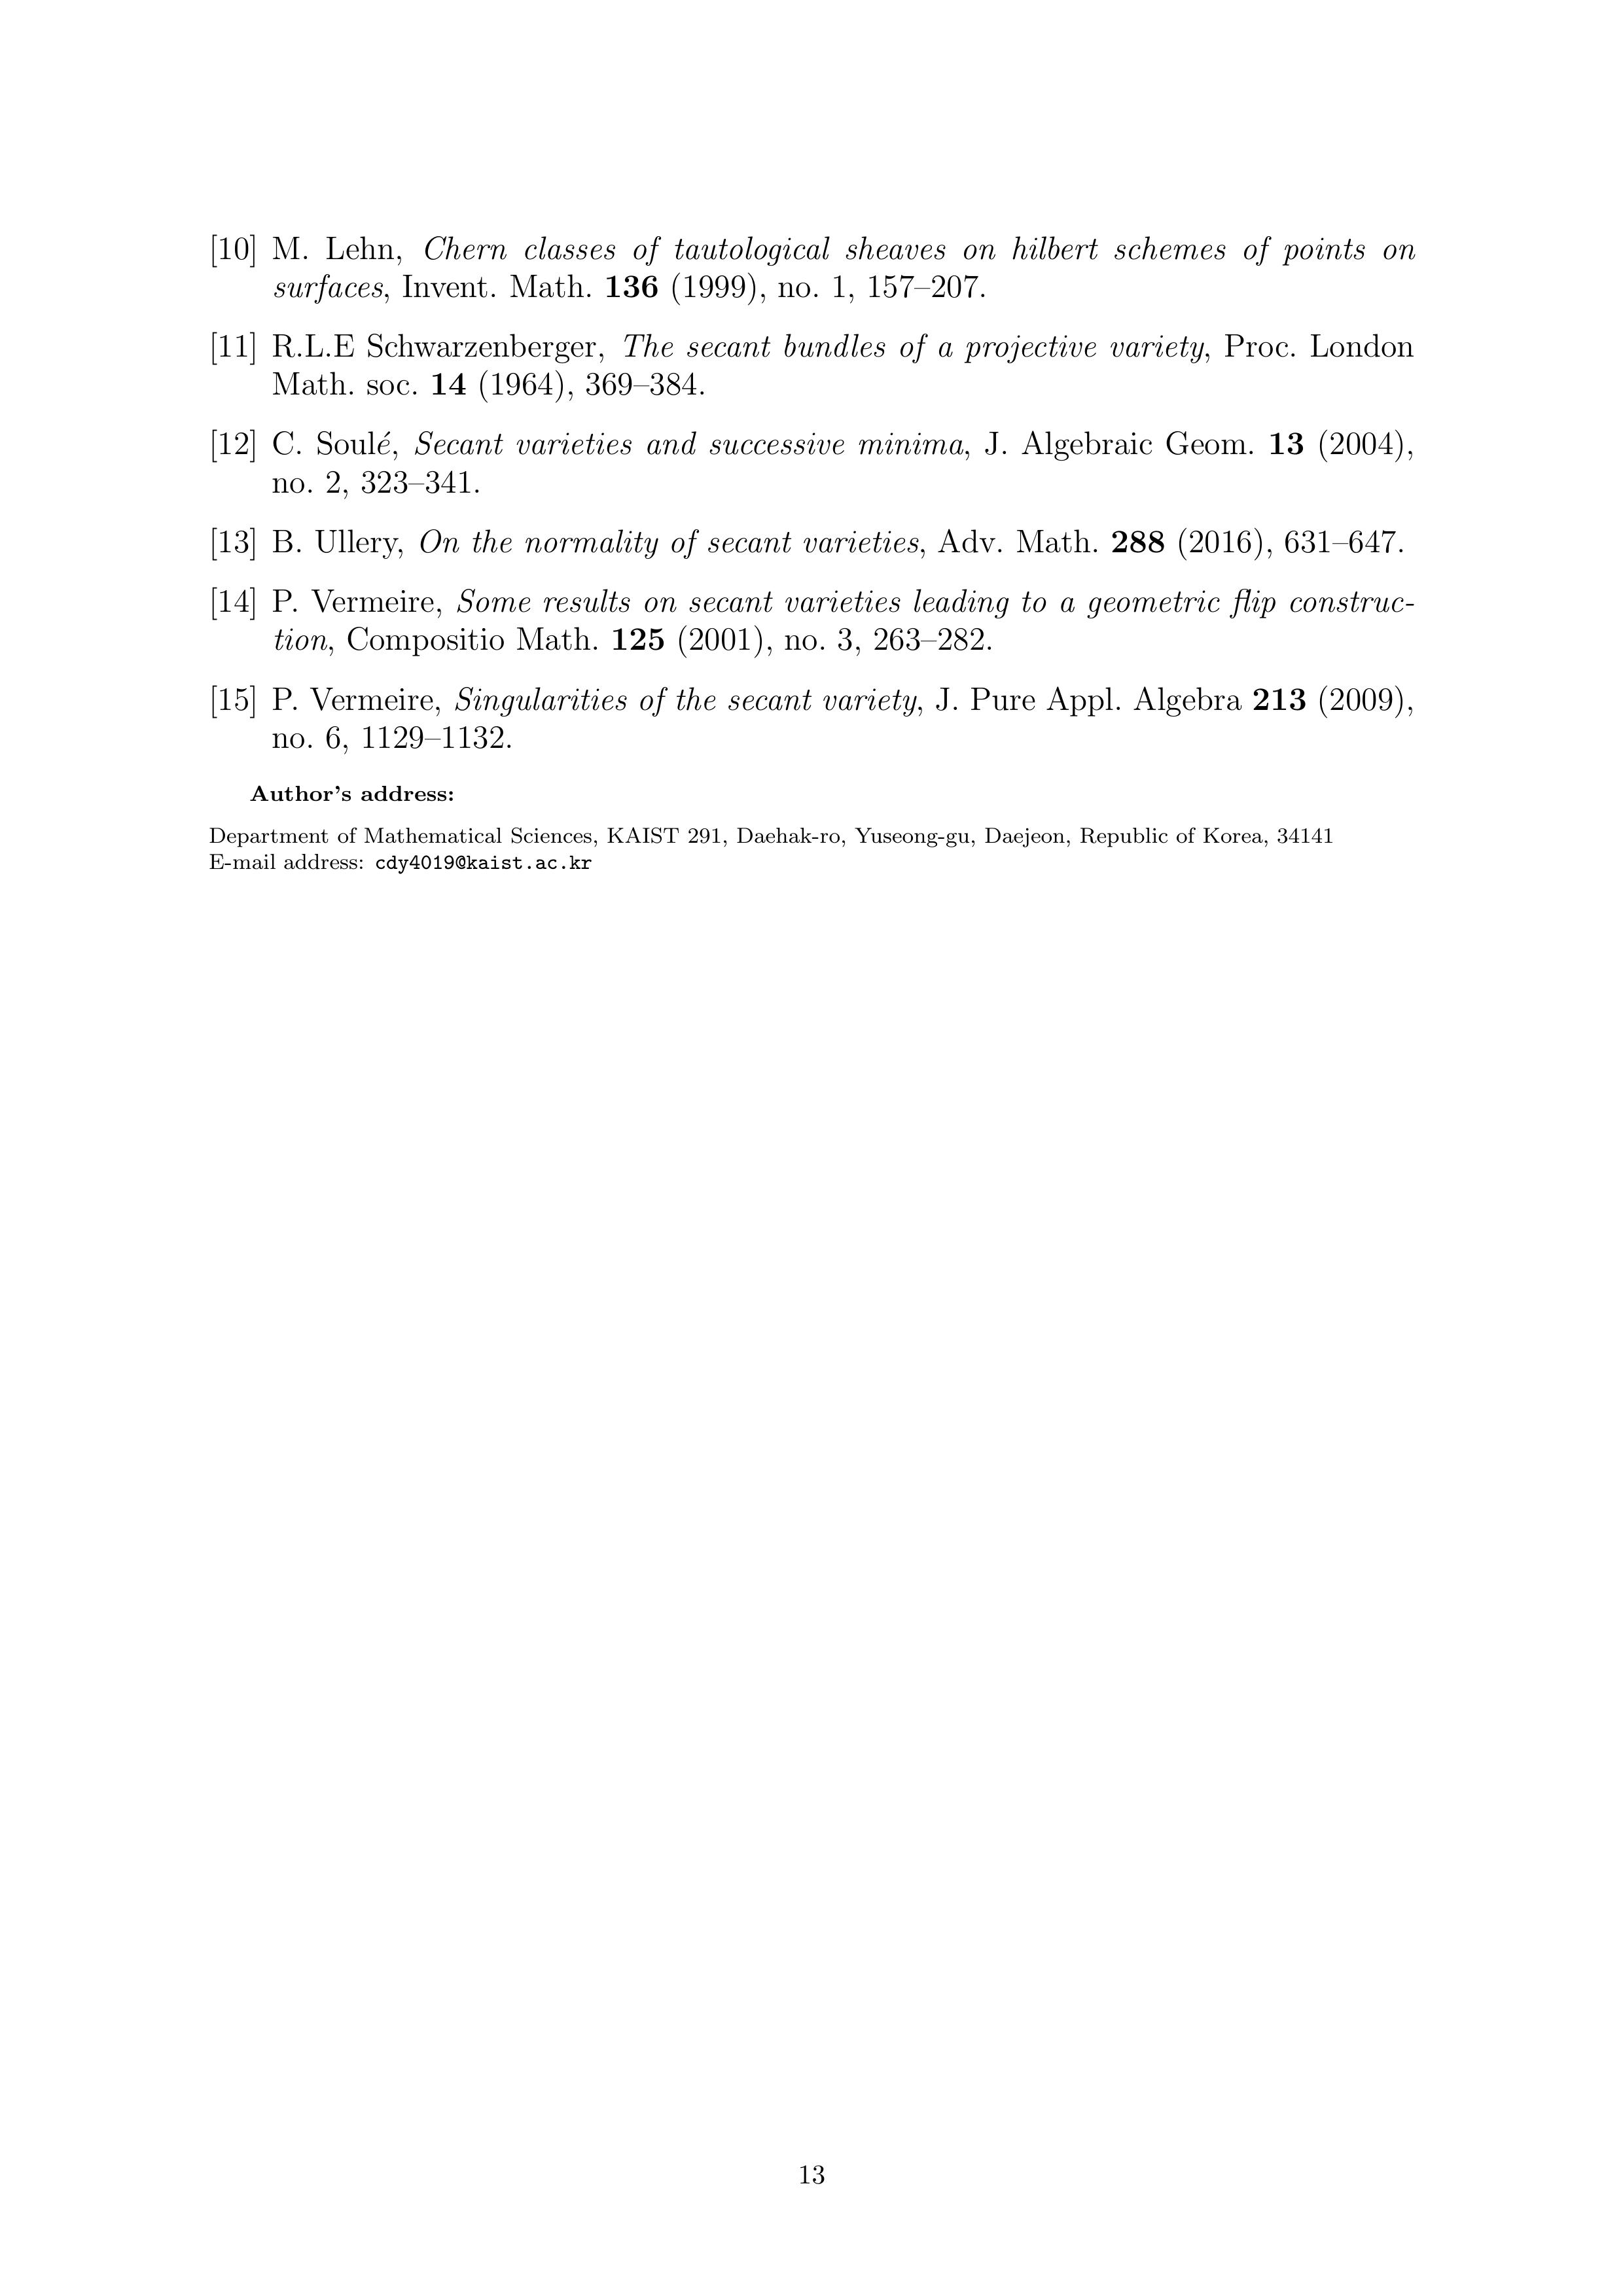 [10] M. Lehn, Chern classes of tautological sheaves on hilbert schemes of points on
surfaces, Invent. Math. 136 (1999), no. 1, 157–207.
[11] R.L.E Schwarzenberger, The secant bundles of a projective variety, Proc. London
Math. soc. 14 (1964), 369–384.
[12] C. Soulé, Secant varieties and successive minima, J. Algebraic Geom. 13 (2004),
no. 2, 323–341.
[13] B. Ullery, On the normality of secant varieties, Adv. Math. 288 (2016), 631–647.
[14] P. Vermeire, Some results on secant varieties leading to a geometric flip construc-
tion, Compositio Math. 125 (2001), no. 3, 263–282.
[15] P. Vermeire, Singularities of the secant variety, J. Pure Appl. Algebra 213 (2009),
no. 6, 1129–1132.
Author's address:
Department of Mathematical Sciences, KAIST 291, Daehak-ro, Yuseong-gu, Daejeon, Republic of Korea, 34141
E-mail address: cdy4019@kaist.ac.kr
13